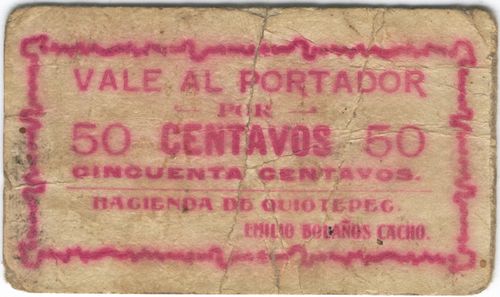 VALE AL PORTADOR
POR
50 CENTAVOS 50
CINCUENTA CENTAVOS.
HACIENDA DE QUIOTEPEC.
EMILIO BOLAÑOS CACHO.